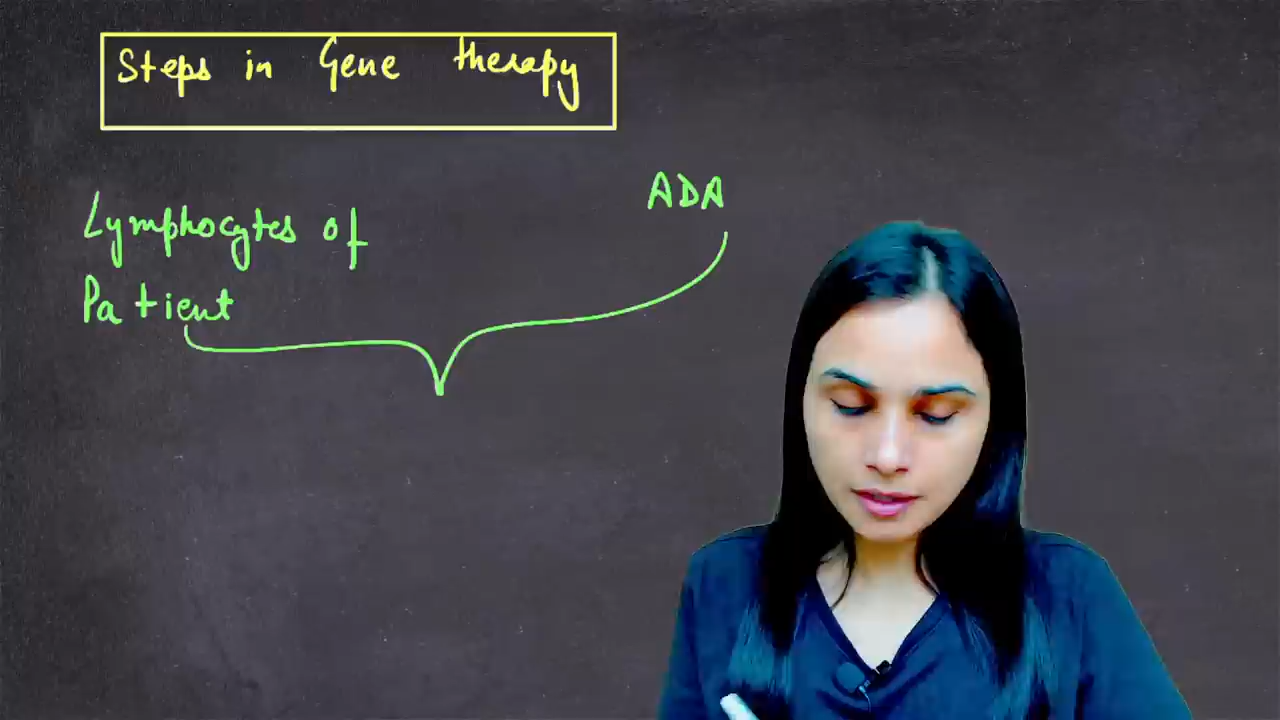 Steps in Gene therapy
ADA
Lymphocytes of
Patient